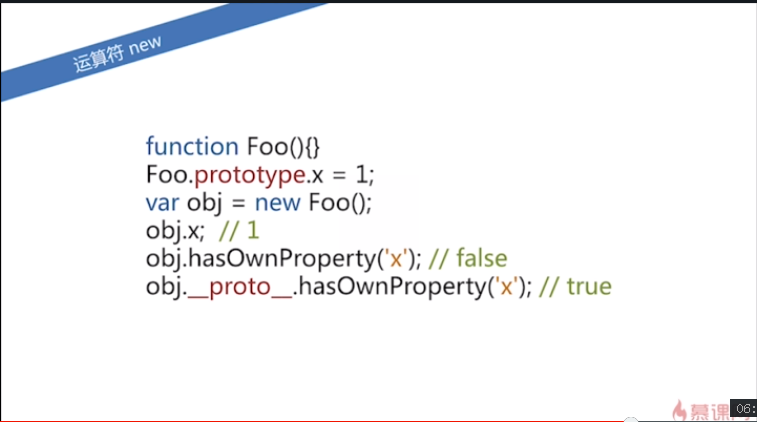 运算符 new
function Foo(){}
Foo.prototype.x = 1;
var obj = new Foo();
obj.x; // 1
obj.hasOwnProperty('x'); // false
obj.__proto__.hasOwnProperty('x'); // true
慕课
06: